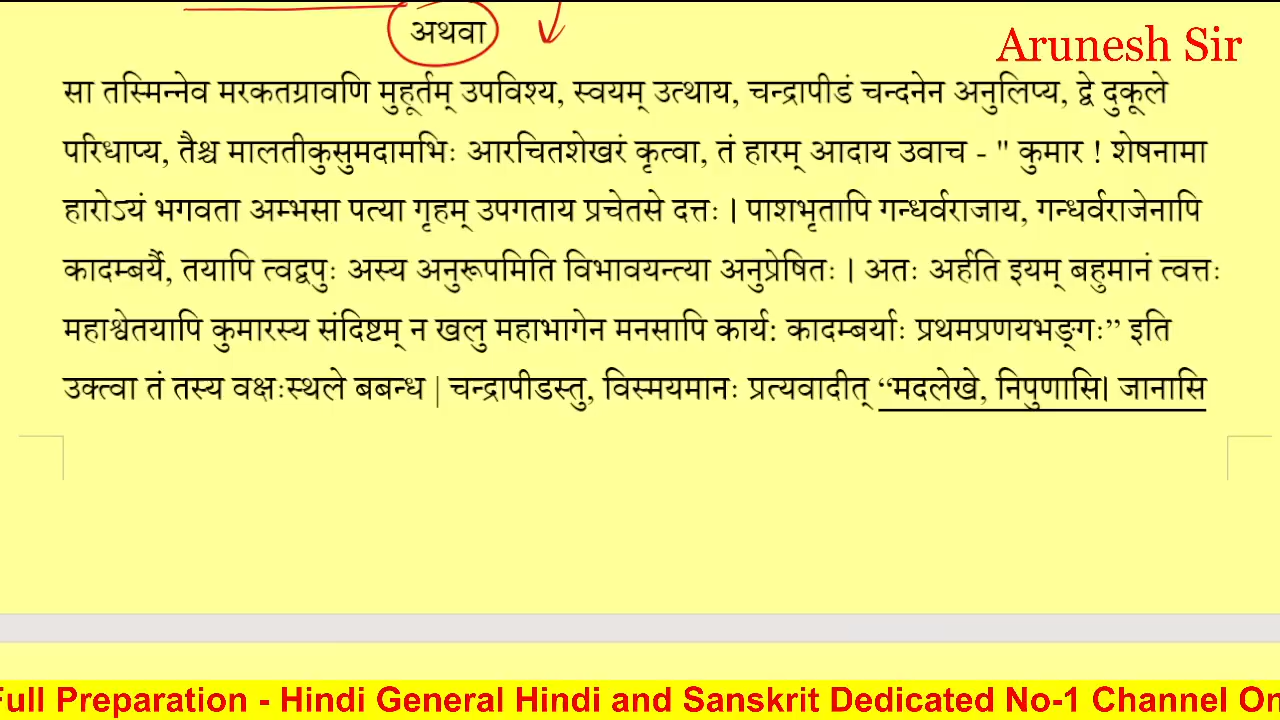 अथवा
Arunesh Sir
सा तस्मिन्नेव मरकतग्रावणि मुहूर्तम् उपविश्य, स्वयम् उत्थाय, चन्द्रापीडं चन्दनेन अनुलिप्य, द्वे दुकूले
परिधाप्य, तैश्च मालतीकुसुमदामभिः आरचितशेखरं कृत्वा, तं हारम् आदाय उवाच - " कुमार ! शेषनामा
हारोऽयं भगवता अम्भसा पत्या गृहम् उपगताय प्रचेतसे दत्तः । पाशभृतापि गन्धर्वराजाय, गन्धर्वराजेनापि
कादम्बर्यै, तयापि त्वद्वपुः अस्य अनुरूपमिति विभावयन्त्या अनुप्रेषितः । अतः अर्हति इयम् बहुमानं त्वत्तः
महाश्वेतयापि कुमारस्य संदिष्टम् न खलु महाभागेन मनसापि कार्य: कादम्बर्याः प्रथमप्रणयभङ्गः” इति
उक्त्वा तं तस्य वक्षःस्थले बबन्ध | चन्द्रापीडस्तु, विस्मयमानः प्रत्यवादीत् “मदलेखे, निपुणासि। जानासि
Full Preparation - Hindi General Hindi and Sanskrit Dedicated No-1 Channel On